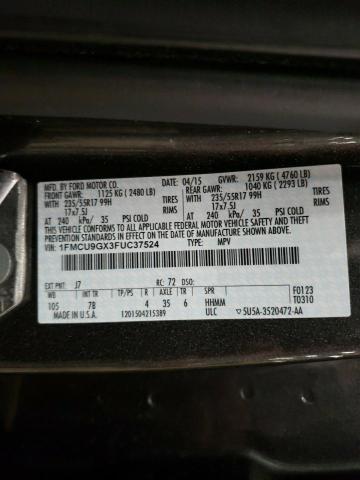 MFD. BY FORD MOTOR CO.
04/15 GVWR: 2159 KG ( 4760 LB)
FRONT GAWR: 1125 KG ( 2480 LB) REAR GAWR: 1040 KG ( 2293 LB)
WITH WITH
235/55R17 99H TIRES 235/55R17 99H TIRES
17x7.5J RIMS 17x7.5J RIMS
AT 240 kPa/ 35 PSI COLD AT 240 kPa/ 35 PSI COLD
THIS VEHICLE CONFORMS TO ALL APPLICABLE FEDERAL MOTOR VEHICLE SAFETY AND THEFT
PREVENTION STANDARDS IN EFFECT ON THE DATE OF MANUFACTURE SHOWN ABOVE.
VIN: 1FMCU9GX3FUC37524
TYPE: MPV
EXT PNT: J7 RC: 72 DSO: F0123
WB BRK INT TR TP/PS R AXLE TR SPR T0310
105 7B 4 35 6 HHMM
MADE IN U.S.A. 1201504215389 ULC 5U5A-3520472-AA